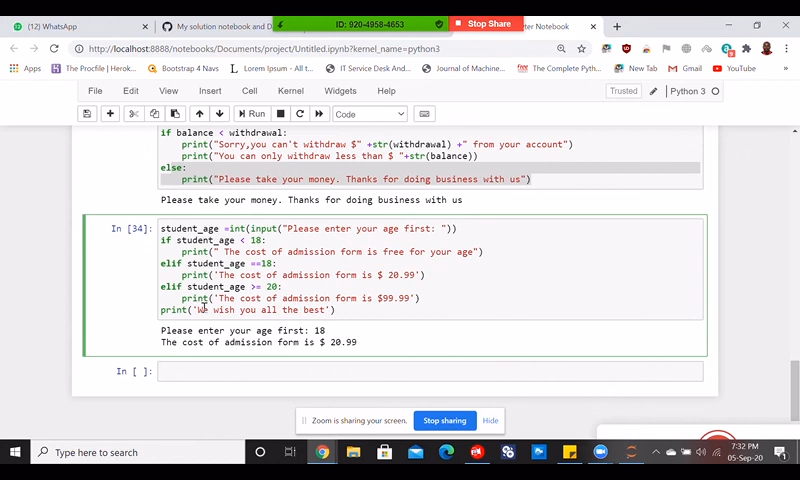 (12) WhatsApp
My solution notebook and D
ID: 920-4958-4653
Stop Share
ter Notebook
http://localhost:8888/notebooks/Documents/project/Untitled.ipynb?kernel_name=python3
Apps
The Procfile | Herok...
Bootstrap 4 Navs
Lorem Ipsum - All t...
IT Service Desk And...
Journal of Machine...
The Complete Pyth...
New Tab
Gmail
YouTube
File Edit View Insert Cell Kernel Widgets Help
Trusted
Python 3
Run
Code
if balance < withdrawal:
print("Sorry,you can't withdraw $" +str(withdrawal) +" from your account")
print("You can only withdraw less than $ "+str(balance))
else:
print("Please take your money. Thanks for doing business with us")
Please take your money. Thanks for doing business with us
In [34]: student_age =int(input("Please enter your age first: "))
if student_age < 18:
print(" The cost of admission form is free for your age")
elif student_age ==18:
print('The cost of admission form is $ 20.99')
elif student_age >= 20:
print('The cost of admission form is $99.99')
print('We wish you all the best')
Please enter your age first: 18
The cost of admission form is $ 20.99
In [ ]:
Zoom is sharing your screen.
Stop sharing
Hide
Type here to search
7:32 PM
05-Sep-20